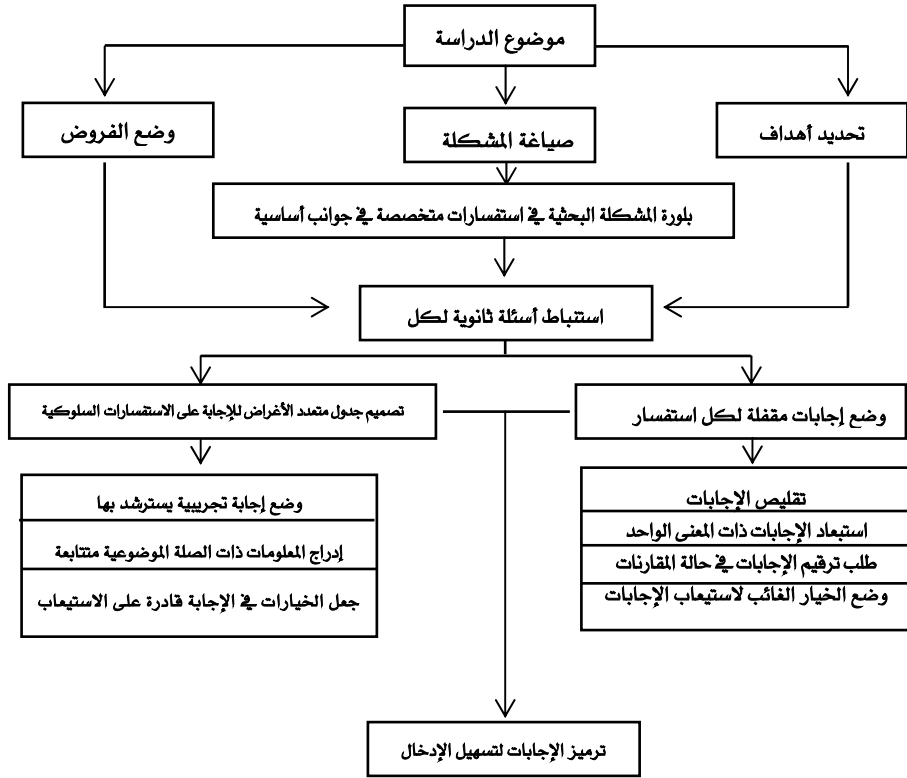 موضوع الدراسة
تحديد أهداف
صياغة المشكلة
وضع الفروض
بلورة المشكلة البحثية في استفسارات متخصصة في جوانب أساسية
استنباط أسئلة ثانوية لكل
وضع إجابات مقفلة لكل استفسار
تصميم جدول متعدد الأغراض للإجابة على الاستفسارات السلوكية
تقليص الإجابات
استبعاد الإجابات ذات المعنى الواحد
طلب ترقيم الإجابات في حالة المقارنات
وضع الخيار الغائب لاستيعاب الإجابات
وضع إجابة تجريبية يسترشد بها
إدراج المعلومات ذات الصلة الموضوعية متتابعة
جعل الخيارات في الإجابة قادرة على الاستيعاب
ترميز الإجابات لتسهيل الإدخال